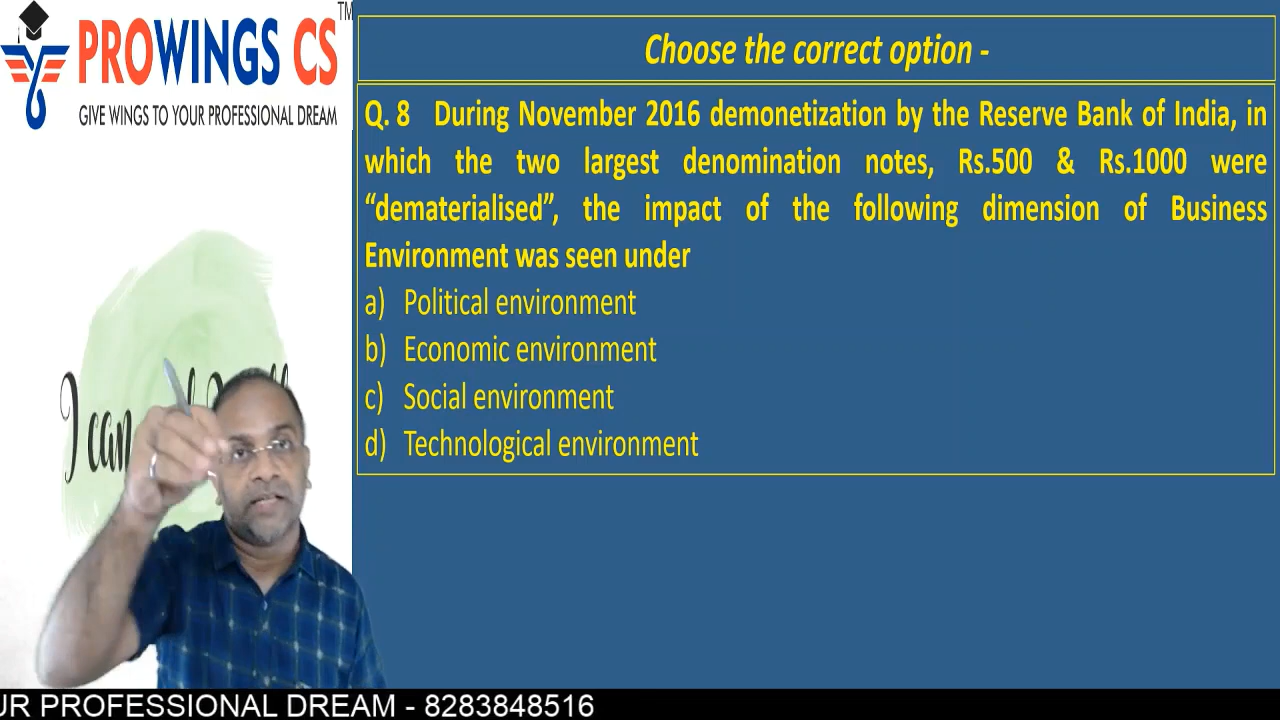 TM
PROWINGS CS
GIVE WINGS TO YOUR PROFESSIONAL DREAM
Choose the correct option -
Q. 8 During November 2016 demonetization by the Reserve Bank of India, in
which the two largest denomination notes, Rs.500 & Rs.1000 were
“dematerialised”, the impact of the following dimension of Business
Environment was seen under
a) Political environment
b) Economic environment
c) Social environment
d) Technological environment
I can
UR PROFESSIONAL DREAM - 8283848516